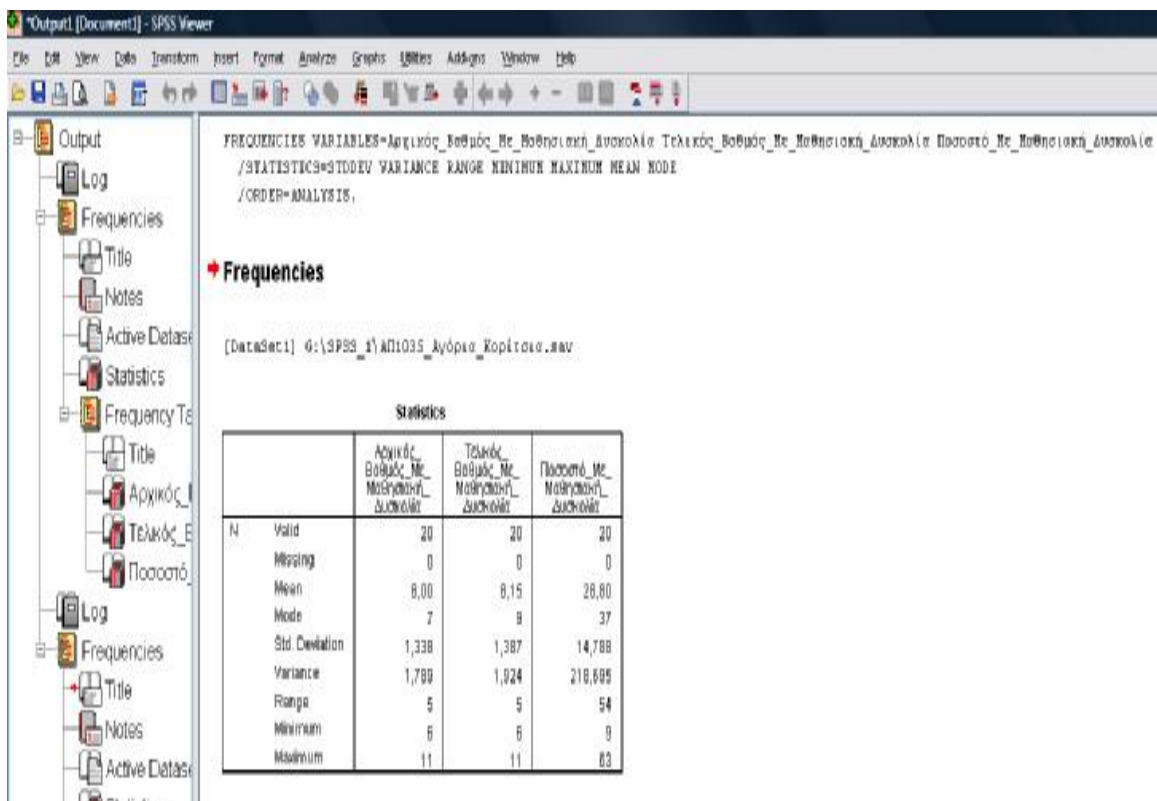 *Output1 [Document1] - SPSS Viewer
File Edit View Data Transform Insert Format Analyze Graphs Utilities Add-ons Window Help
Output
Log
Frequencies
Title
Notes
Active Datase
Statistics
Frequency Ta
Title
Αρχικός_
Τελικός_Β
Ποσοστό_
Log
Frequencies
Title
Notes
Active Datase
FREQUENCIES VARIABLES=Αρχικός_Βαθμός_Με_Μαθησιακή_Δυσκολία Τελικός_Βαθμός_Με_Μαθησιακή_Δυσκολία Ποσοστό_Με_Μαθησιακή_Δυσκολία
/STATISTICS=STDDEV VARIANCE RANGE MINIMUM MAXIMUM MEAN MODE
/ORDER=ANALYSIS.
Frequencies
[DataSet1] G:\SPSS_1\ΑΠ1035_Αγόρια_Κορίτσια.sav
Statistics
Αρχικός_Βαθμός_Με_Μαθησιακή_Δυσκολία Τελικός_Βαθμός_Με_Μαθησιακή_Δυσκολία Ποσοστό_Με_Μαθησιακή_Δυσκολία
N Valid 20 20 20
Missing 0 0 0
Mean 8,00 8,15 28,80
Mode 7 9 37
Std. Deviation 1,338 1,387 14,788
Variance 1,789 1,924 218,695
Range 5 5 54
Minimum 6 6 9
Maximum 11 11 63